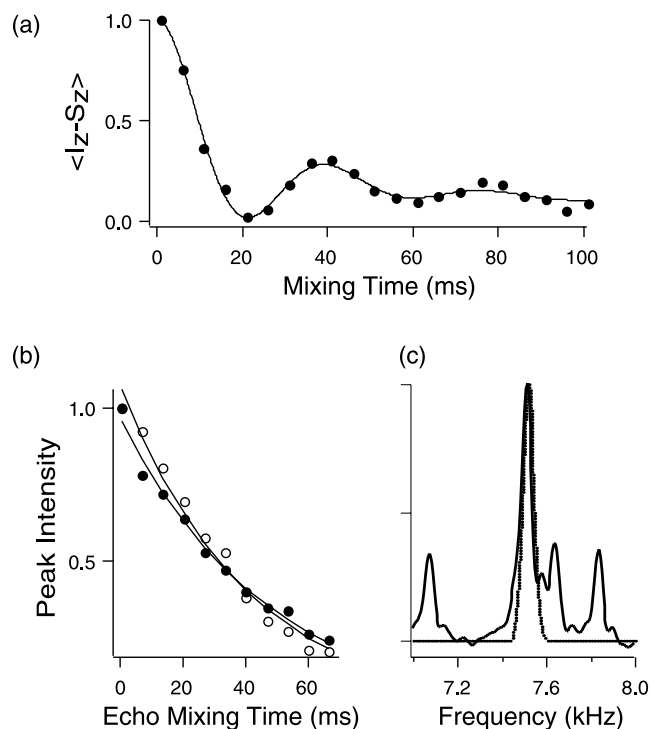 (a)
1.0
0.5
0.0
<Iz-Sz>
0 20 40 60 80 100
Mixing Time (ms)
(b)
1.0
0.5
Peak Intensity
0 20 40 60
Echo Mixing Time (ms)
(c)
7.2 7.6 8.0
Frequency (kHz)